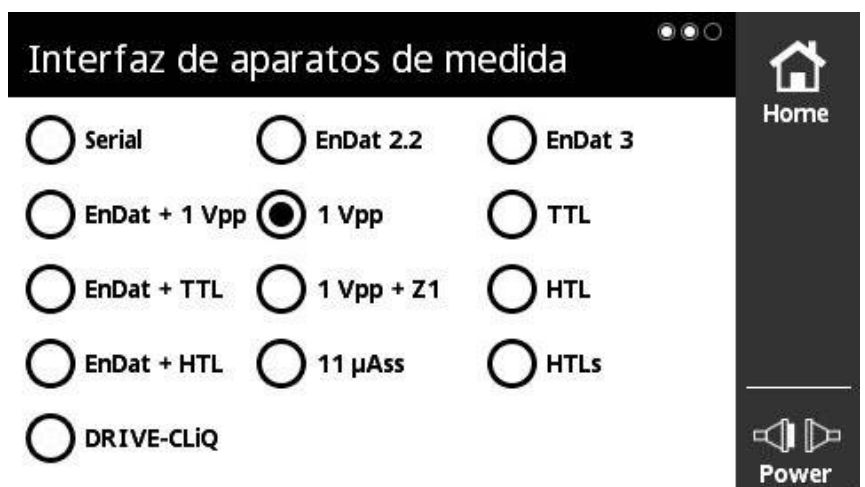 Interfaz de aparatos de medida
Home
Serial
EnDat 2.2
EnDat 3
EnDat + 1 Vpp
1 Vpp
TTL
EnDat + TTL
1 Vpp + Z1
HTL
EnDat + HTL
11 µAss
HTLs
DRIVE-CLiQ
Power